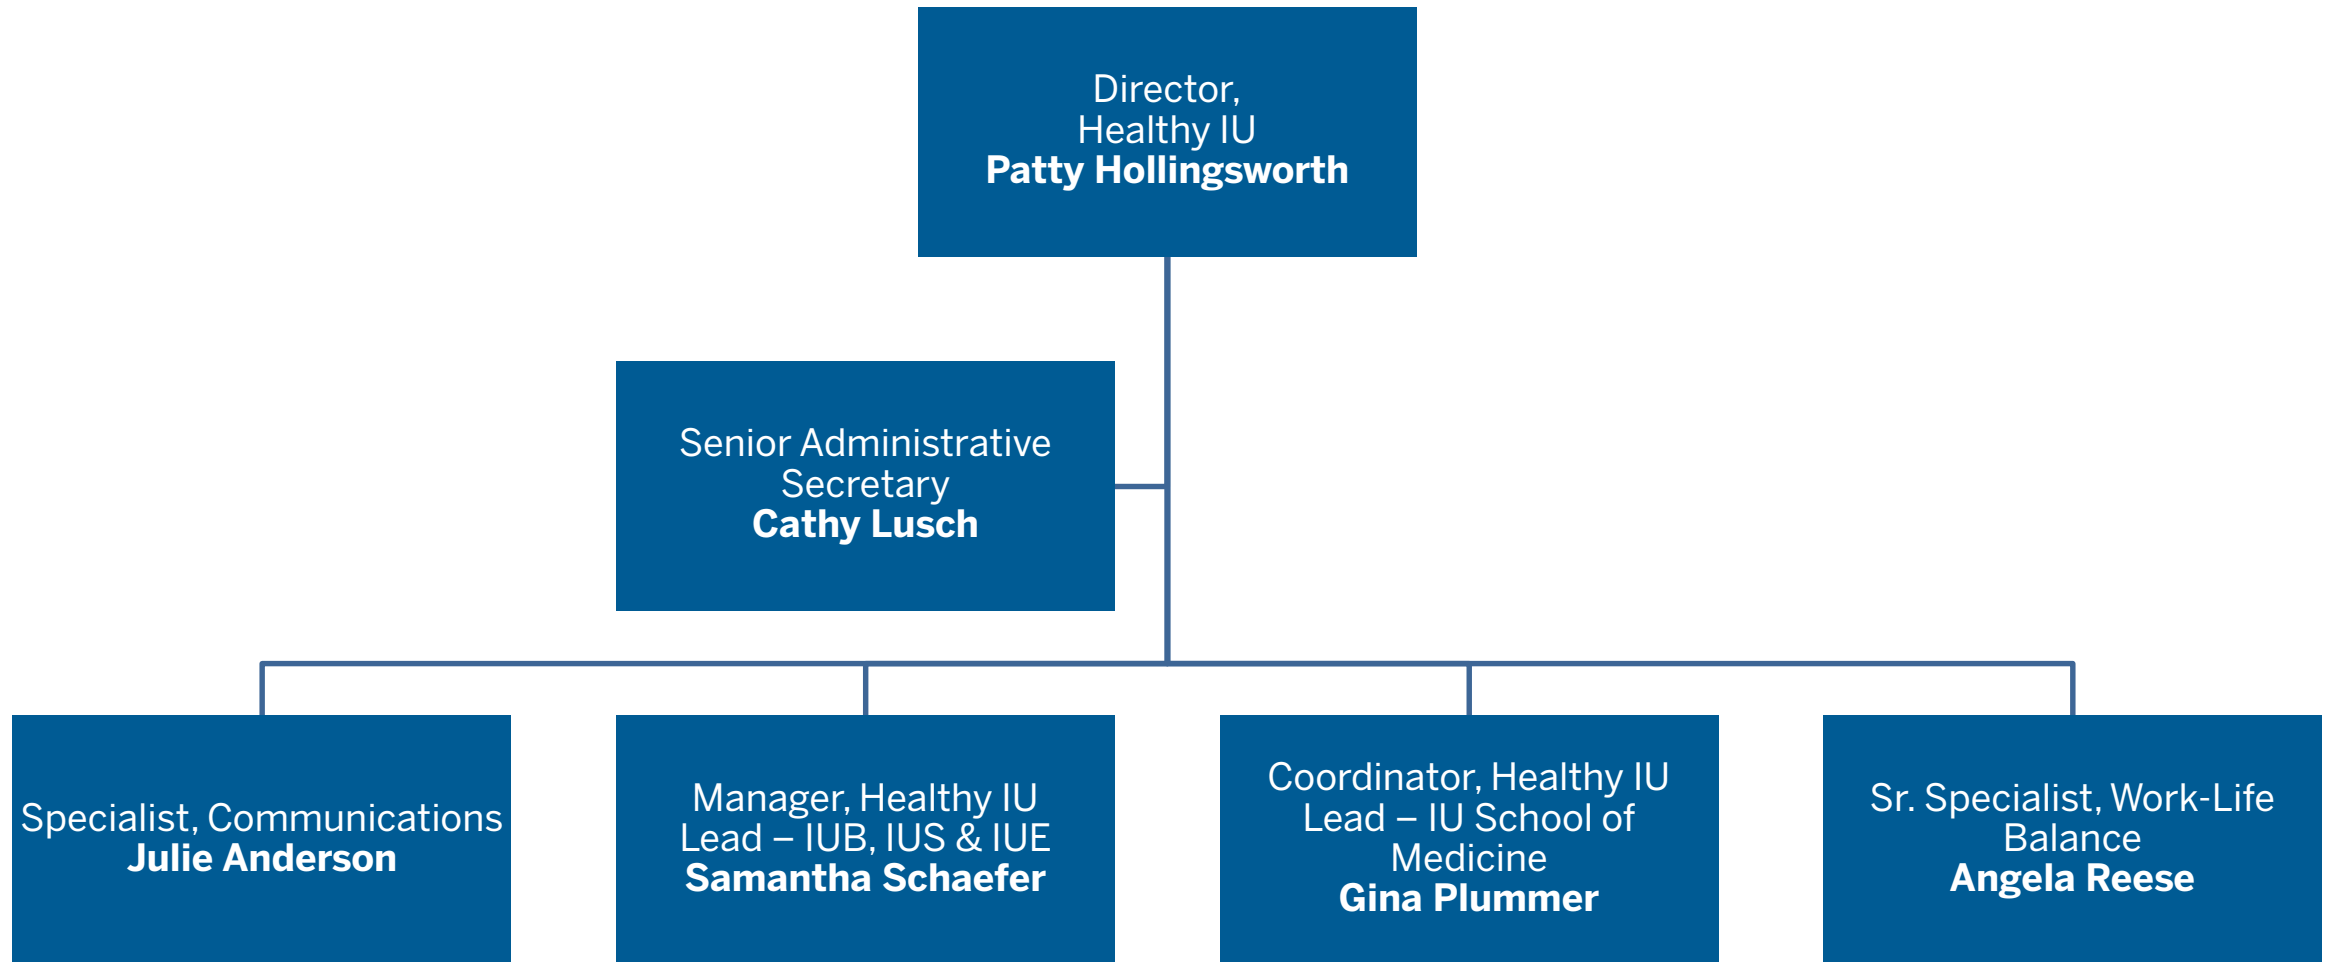 Director,
Healthy IU
Patty Hollingsworth
Senior Administrative
Secretary
Cathy Lusch
Specialist, Communications
Julie Anderson
Manager, Healthy IU
Lead – IUB, IUS & IUE
Samantha Schaefer
Coordinator, Healthy IU
Lead – IU School of
Medicine
Gina Plummer
Sr. Specialist, Work-Life
Balance
Angela Reese